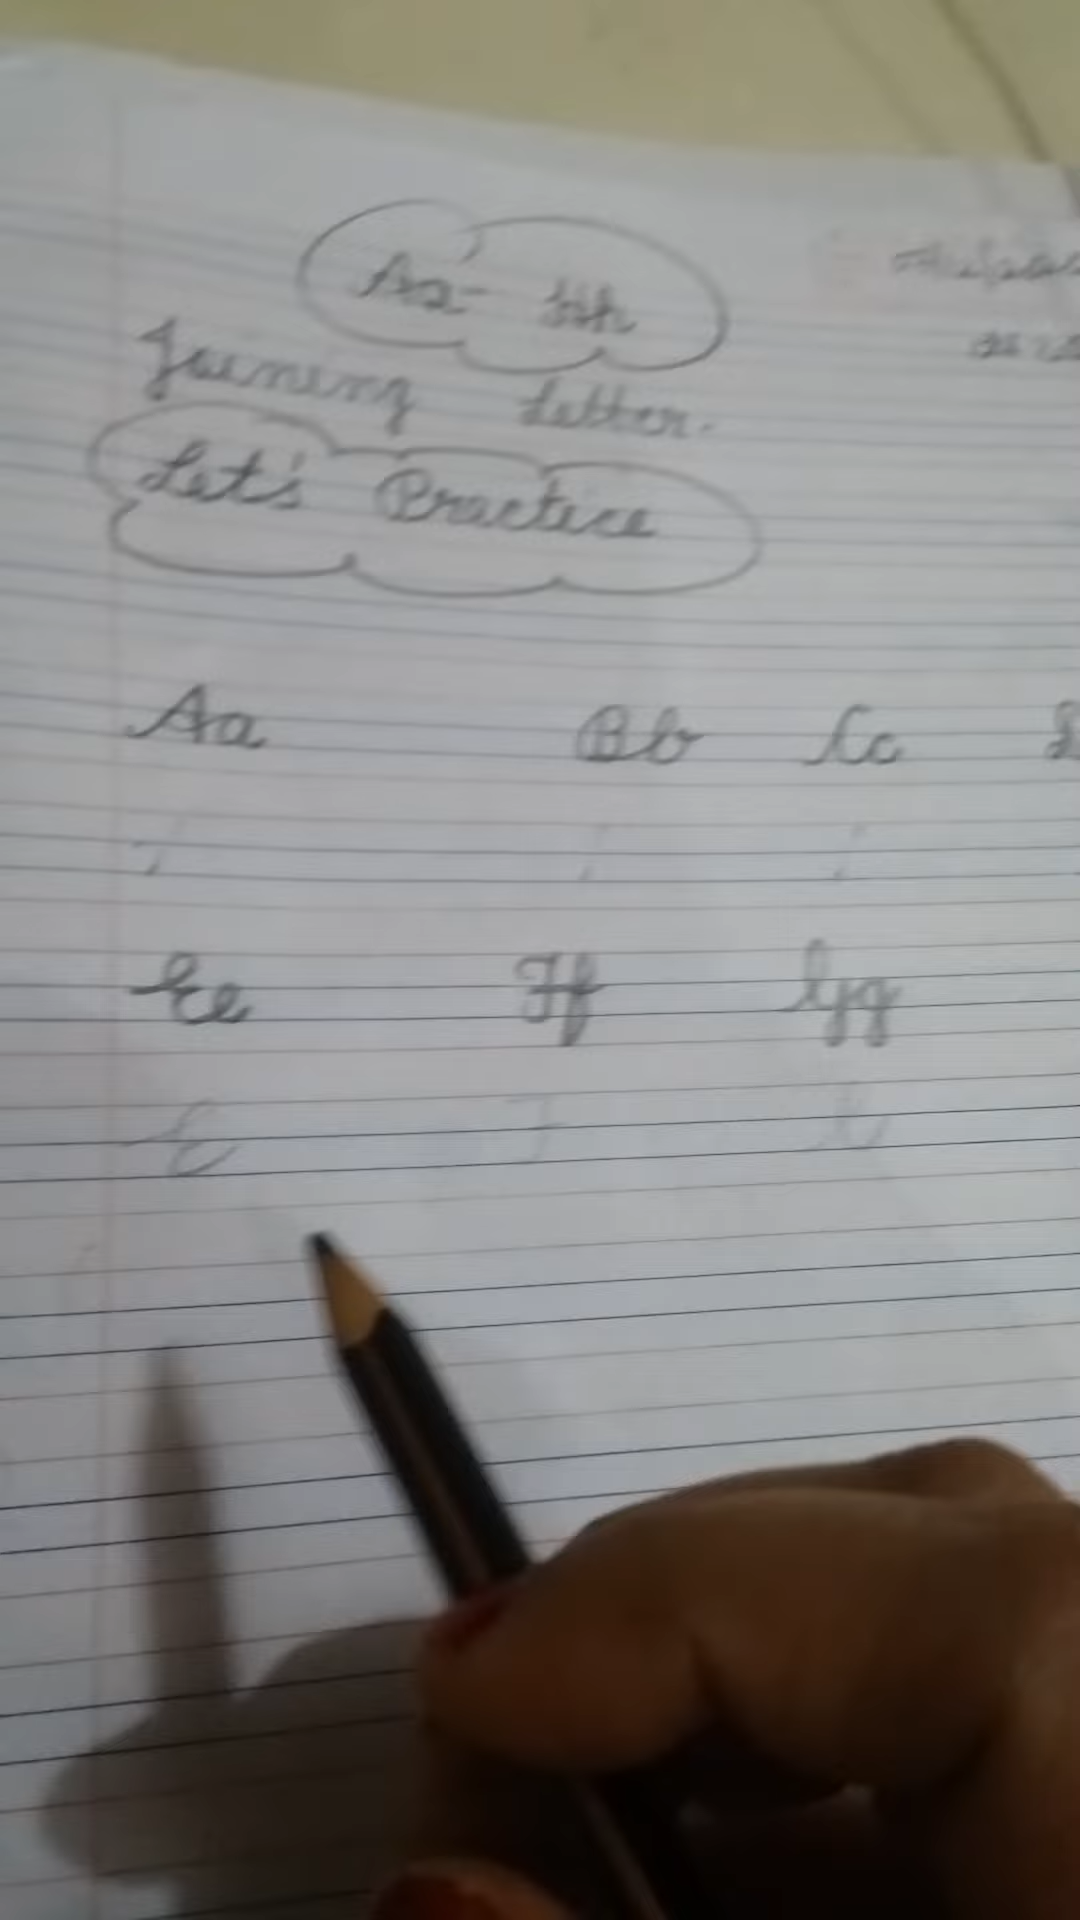 Aa - Hh
Joining Letter.
Let's Practice
Aa Bb Cc
Ee Ff Gg
E F